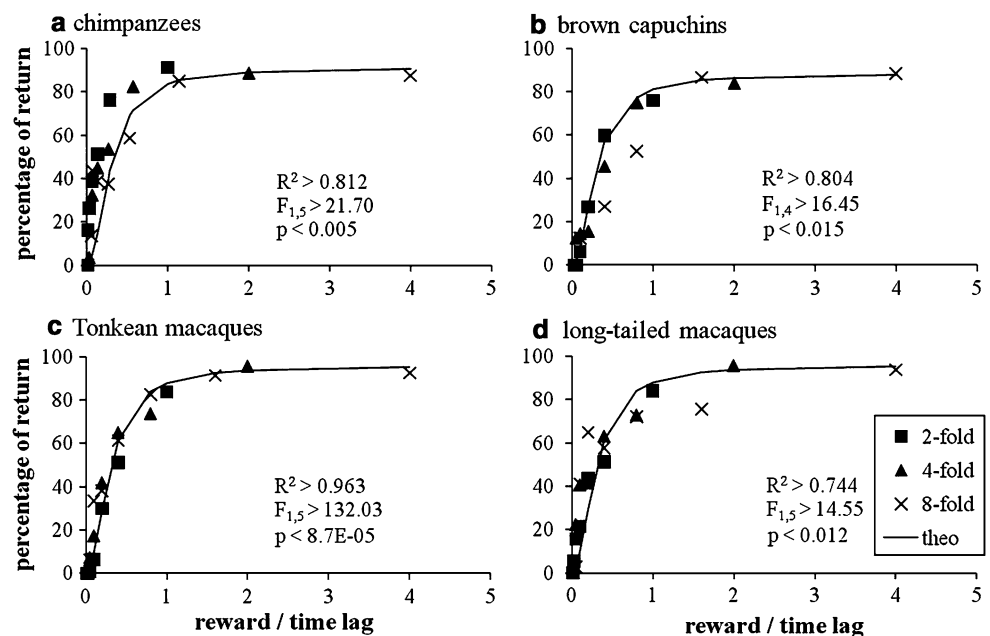 a chimpanzees
percentage of return
100
80
60
40
20
0
0 1 2 3 4 5
R² > 0.812
F1,5 > 21.70
p < 0.005
b brown capuchins
100
80
60
40
20
0
0 1 2 3 4 5
R² > 0.804
F1,4 > 16.45
p < 0.015
c Tonkean macaques
percentage of return
100
80
60
40
20
0
0 1 2 3 4 5
reward / time lag
R² > 0.963
F1,5 > 132.03
p < 8.7E-05
d long-tailed macaques
100
80
60
40
20
0
0 1 2 3 4 5
reward / time lag
R² > 0.744
F1,5 > 14.55
p < 0.012
2-fold
4-fold
8-fold
theo